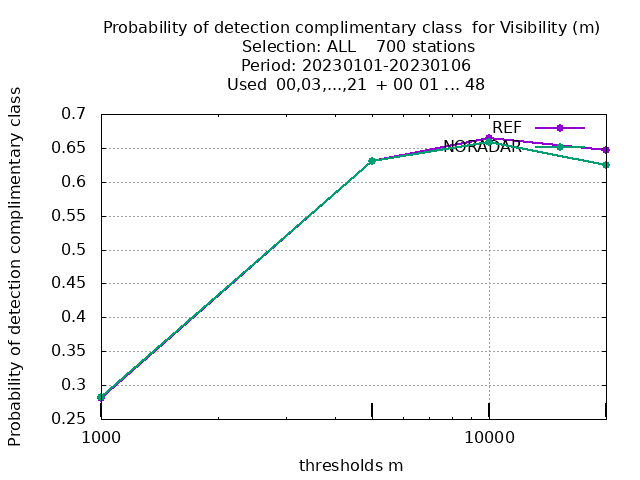 Probability of detection complimentary class for Visibility (m)
Selection: ALL 700 stations
Period: 20230101-20230106
Used 00,03,...,21 + 00 01 ... 48
Probability of detection complimentary class
0.7
0.65
0.6
0.55
0.5
0.45
0.4
0.35
0.3
0.25
REF
NORADAR
1000
10000
thresholds m